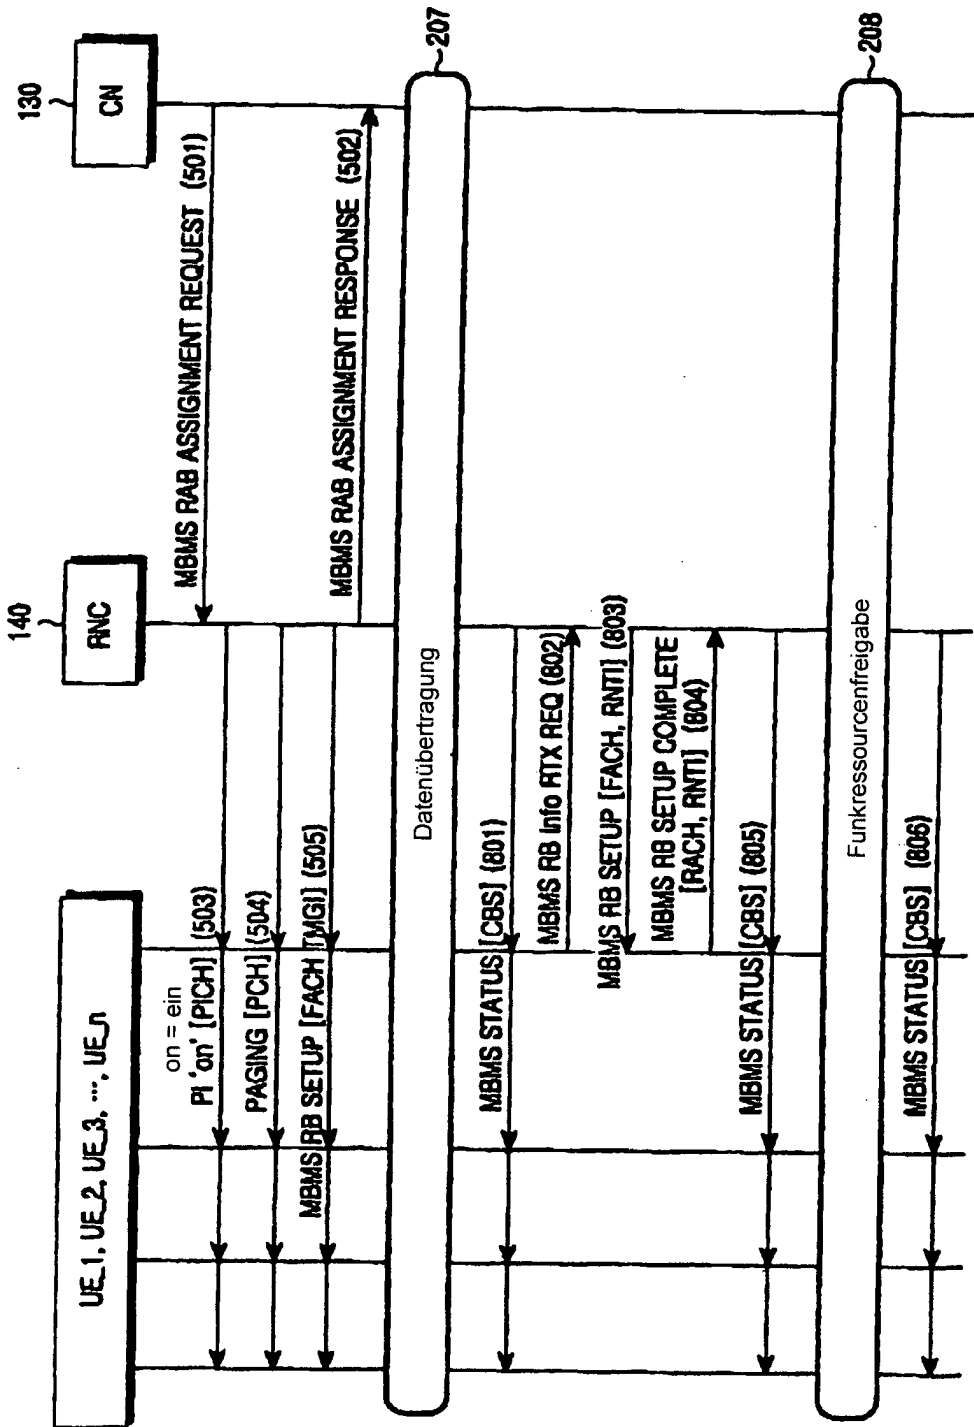 UE_1, UE_2, UE_3, ···, UE_n
140
RNC
130
CN
MBMS RAB ASSIGNMENT REQUEST (501)
on = ein
PI 'on' [PICH] (503)
PAGING [PCH] (504)
MBMS RB SETUP [FACH TMGI] (505)
MBMS RAB ASSIGNMENT RESPONSE (502)
Datenübertragung
207
MBMS STATUS [CBS] (801)
MBMS RB Info RTX REQ (802)
MBMS RB SETUP [FACH, RNTI] (803)
MBMS RB SETUP COMPLETE
[RACH, RNTI] (804)
MBMS STATUS [CBS] (805)
Funkressourcenfreigabe
208
MBMS STATUS [CBS] (806)